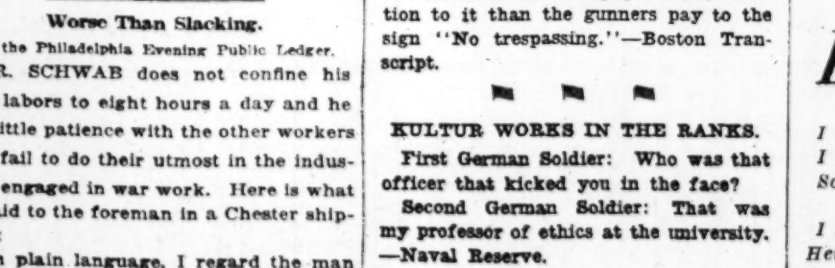 Worse Than Slacking.
the Philadelphia Evening Public Ledger.
R. SCHWAB does not confine his
labors to eight hours a day and he
little patience with the other workers
fail to do their utmost in the indus-
engaged in war work. Here is what
aid to the foreman in a Chester ship-
plain language, I regard the man
tion to it than the gunners pay to the
sign "No trespassing."—Boston Tran-
script.
KULTUR WORKS IN THE RANKS.
First German Soldier: Who was that
officer that kicked you in the face?
Second German Soldier: That was
my professor of ethics at the university.
—Naval Reserve.
I
I
I